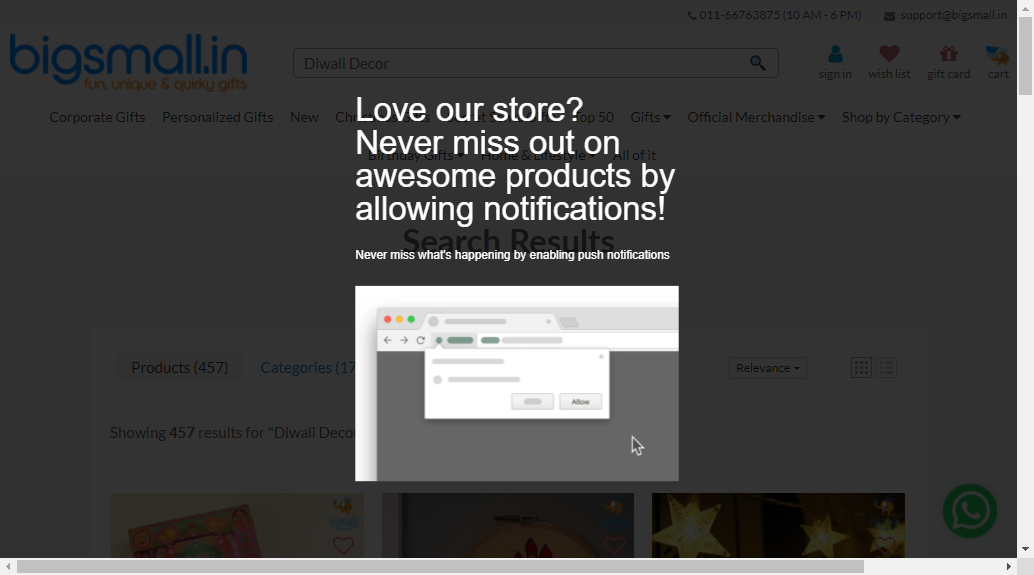 011-66763875 (10 AM - 6 PM) support@bigsmall.in
bigsmall.in
fun, unique & quirky gifts
Diwali Decor
sign in wish list gift card cart
Corporate Gifts Personalized Gifts New Top 50 Gifts Official Merchandise Shop by Category
Birthday Gifts Home & Lifestyle All of it
Love our store?
Never miss out on
awesome products by
allowing notifications!
Search Results
Never miss what's happening by enabling push notifications
Allow
Products (457) Categories (17 Relevance
Showing 457 results for "Diwali Decor